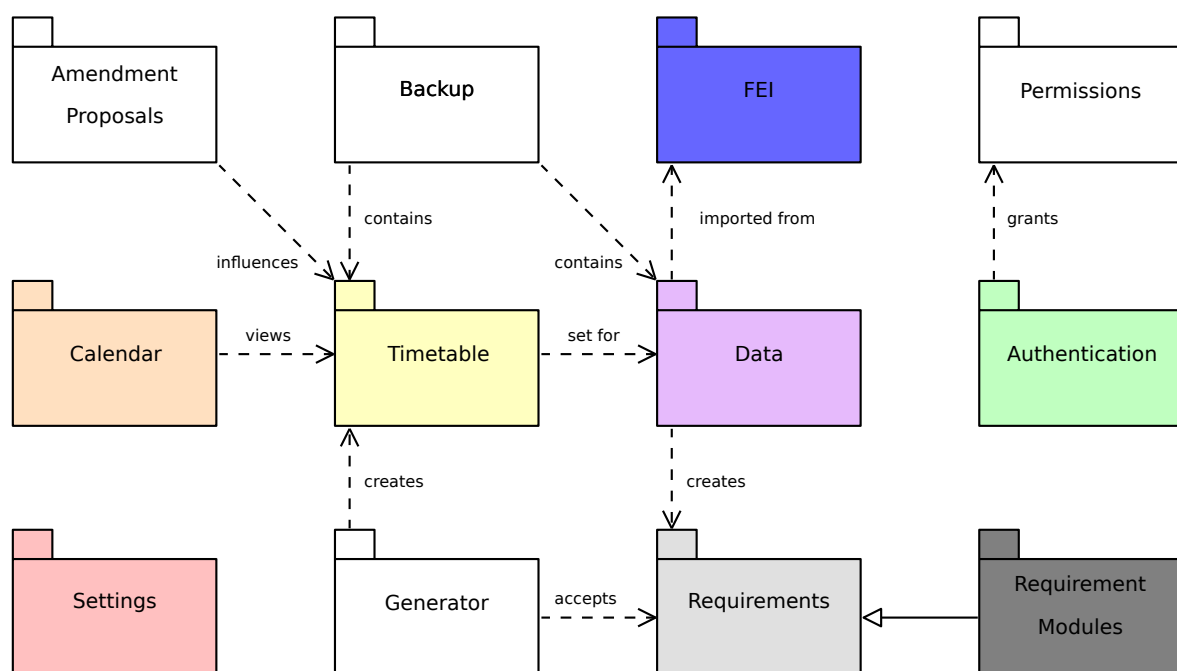 Amendment
Proposals
Backup
FEI
Permissions
contains
imported from
grants
influences
contains
Calendar
views
Timetable
set for
Data
Authentication
creates
creates
Settings
Generator
accepts
Requirements
Requirement
Modules